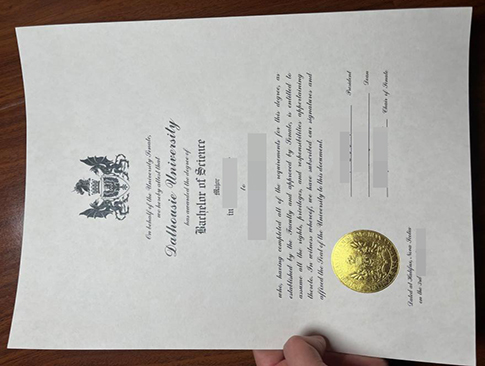 On behalf of the University Senate,
we hereby attest that
Dalhousie University
has awarded the degree of
Bachelor of Science
Major
in
to
who, having completed all of the requirements for this degree, as
established by the Faculty and approved by Senate, is entitled to
assume all the rights, privileges, and responsibilities appertaining
thereto. In witness whereof, we have subscribed our signatures and
affixed the Seal of the University to this document.
President
Dean
Chair of Senate
Dated at Halifax, Nova Scotia
on the